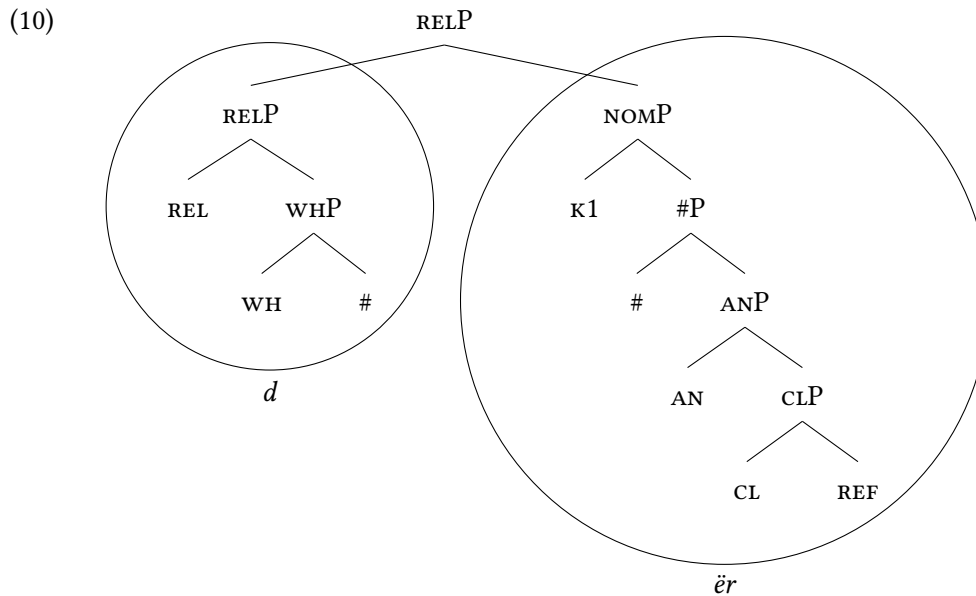 (10) RELP
RELP NOMP
REL WHP K1 #P
WH # # ANP
d AN CLP
CL REF
ër